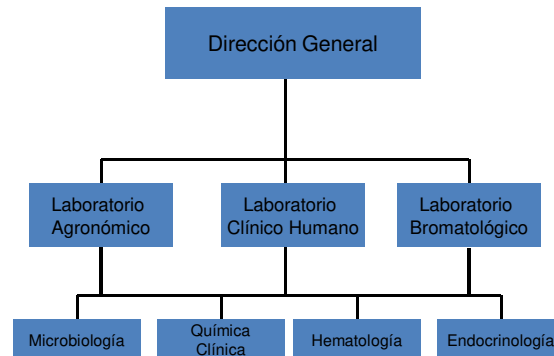 Dirección General
Laboratorio
Agronómico
Laboratorio
Clínico Humano
Laboratorio
Bromatológico
Microbiología
Química
Clínica
Hematología
Endocrinología